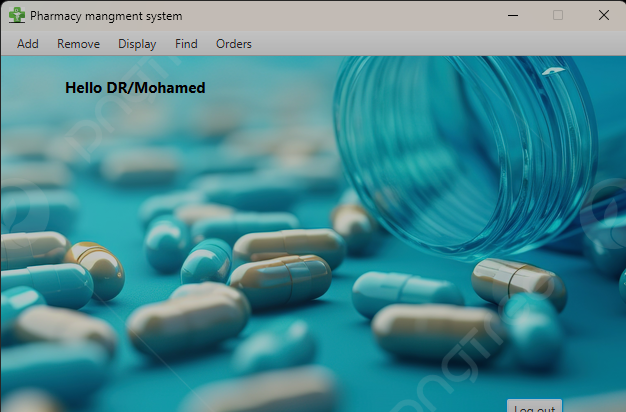 Pharmacy mangment system
Add Remove Display Find Orders
Hello DR/Mohamed
Log out